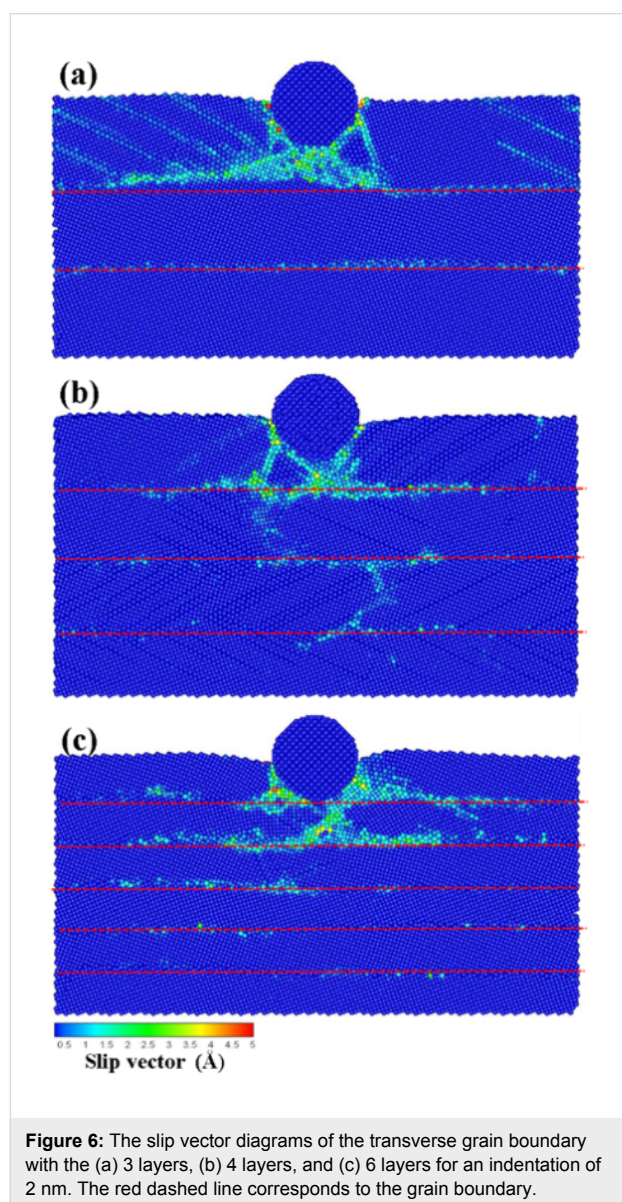 (a)
(b)
(c)
0.5 1 1.5 2 2.5 3 3.5 4 4.5 5
Slip vector (Å)
Figure 6: The slip vector diagrams of the transverse grain boundary
with the (a) 3 layers, (b) 4 layers, and (c) 6 layers for an indentation of
2 nm. The red dashed line corresponds to the grain boundary.